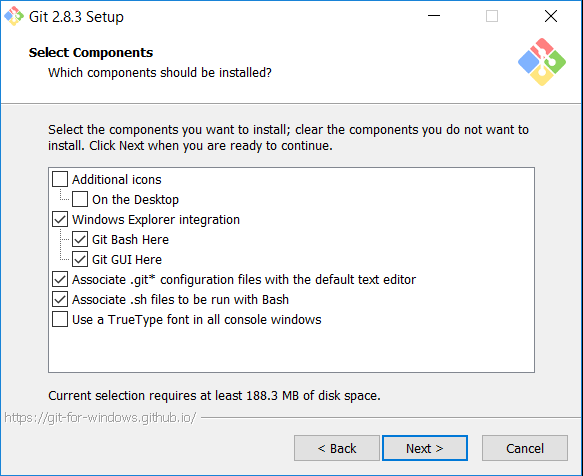 Git 2.8.3 Setup
Select Components
Which components should be installed?
Select the components you want to install; clear the components you do not want to
install. Click Next when you are ready to continue.
Additional icons
On the Desktop
Windows Explorer integration
Git Bash Here
Git GUI Here
Associate .git* configuration files with the default text editor
Associate .sh files to be run with Bash
Use a TrueType font in all console windows
Current selection requires at least 188.3 MB of disk space.
https://git-for-windows.github.io/
< Back Next > Cancel